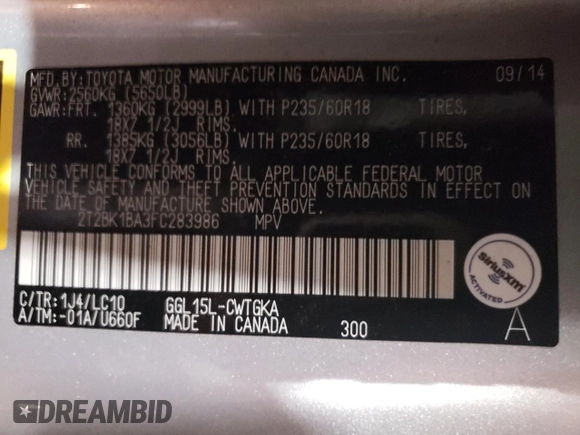 MFD.BY:TOYOTA MOTOR MANUFACTURING CANADA INC. 09/14
GVWR:2560KG (5650LB)
GAWR:FRT. 1360KG (2999LB) WITH P235/60R18 TIRES,
18X7 1/2J RIMS.
RR. 1385KG (3056LB) WITH P235/60R18 TIRES,
18X7 1/2J RIMS.
THIS VEHICLE CONFORMS TO ALL APPLICABLE FEDERAL MOTOR
VEHICLE SAFETY AND THEFT PREVENTION STANDARDS IN EFFECT ON
THE DATE OF MANUFACTURE SHOWN ABOVE.
2T2BK1BA3FC283986 MPV
siriusxm
ACTIVATED
C/TR:1J4/LC10 GGL15L-CWTGKA
A/TM:-01A/U660F MADE IN CANADA 300 A
DREAMBID